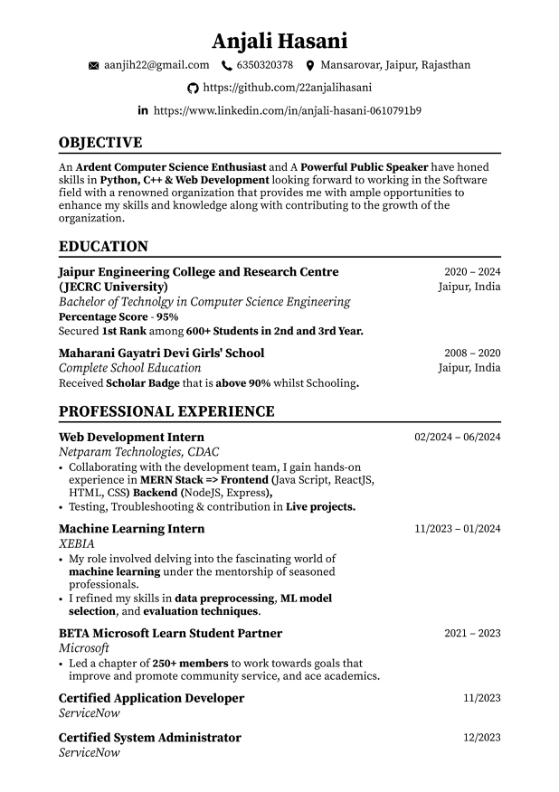 Anjali Hasani
aanjih22@gmail.com 6350320378 Mansarovar, Jaipur, Rajasthan
https://github.com/22anjalihasani
in https://www.linkedin.com/in/anjali-hasani-0610791b9
OBJECTIVE
An Ardent Computer Science Enthusiast and A Powerful Public Speaker have honed
skills in Python, C++ & Web Development looking forward to working in the Software
field with a renowned organization that provides me with ample opportunities to
enhance my skills and knowledge along with contributing to the growth of the
organization.
EDUCATION
Jaipur Engineering College and Research Centre 2020 – 2024
(JECRC University) Jaipur, India
Bachelor of Technolgy in Computer Science Engineering
Percentage Score - 95%
Secured 1st Rank among 600+ Students in 2nd and 3rd Year.
Maharani Gayatri Devi Girls' School 2008 – 2020
Complete School Education Jaipur, India
Received Scholar Badge that is above 90% whilst Schooling.
PROFESSIONAL EXPERIENCE
Web Development Intern 02/2024 – 06/2024
Netparam Technologies, CDAC
• Collaborating with the development team, I gain hands-on
experience in MERN Stack => Frontend (Java Script, ReactJS,
HTML, CSS) Backend (NodeJS, Express),
• Testing, Troubleshooting & contribution in Live projects.
Machine Learning Intern 11/2023 – 01/2024
XEBIA
• My role involved delving into the fascinating world of
machine learning under the mentorship of seasoned
professionals.
• I refined my skills in data preprocessing, ML model
selection, and evaluation techniques.
BETA Microsoft Learn Student Partner 2021 – 2023
Microsoft
• Led a chapter of 250+ members to work towards goals that
improve and promote community service, and ace academics.
Certified Application Developer 11/2023
ServiceNow
Certified System Administrator 12/2023
ServiceNow